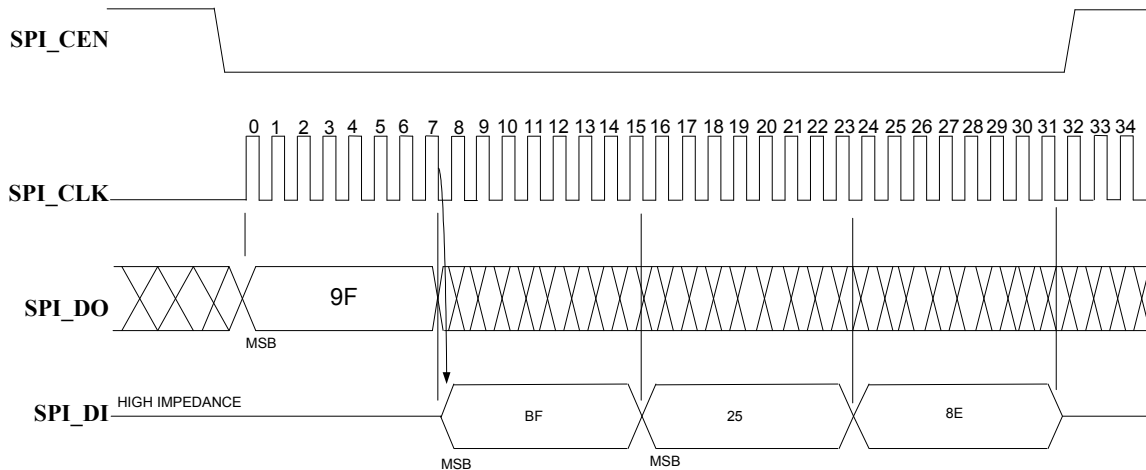 SPI_CEN
0 1 2 3 4 5 6 7 8 9 10 11 12 13 14 15 16 17 18 19 20 21 22 23 24 25 26 27 28 29 30 31 32 33 34
SPI_CLK
SPI_DO
9F
MSB
SPI_DI
HIGH IMPEDANCE
BF
25
8E
MSB
MSB